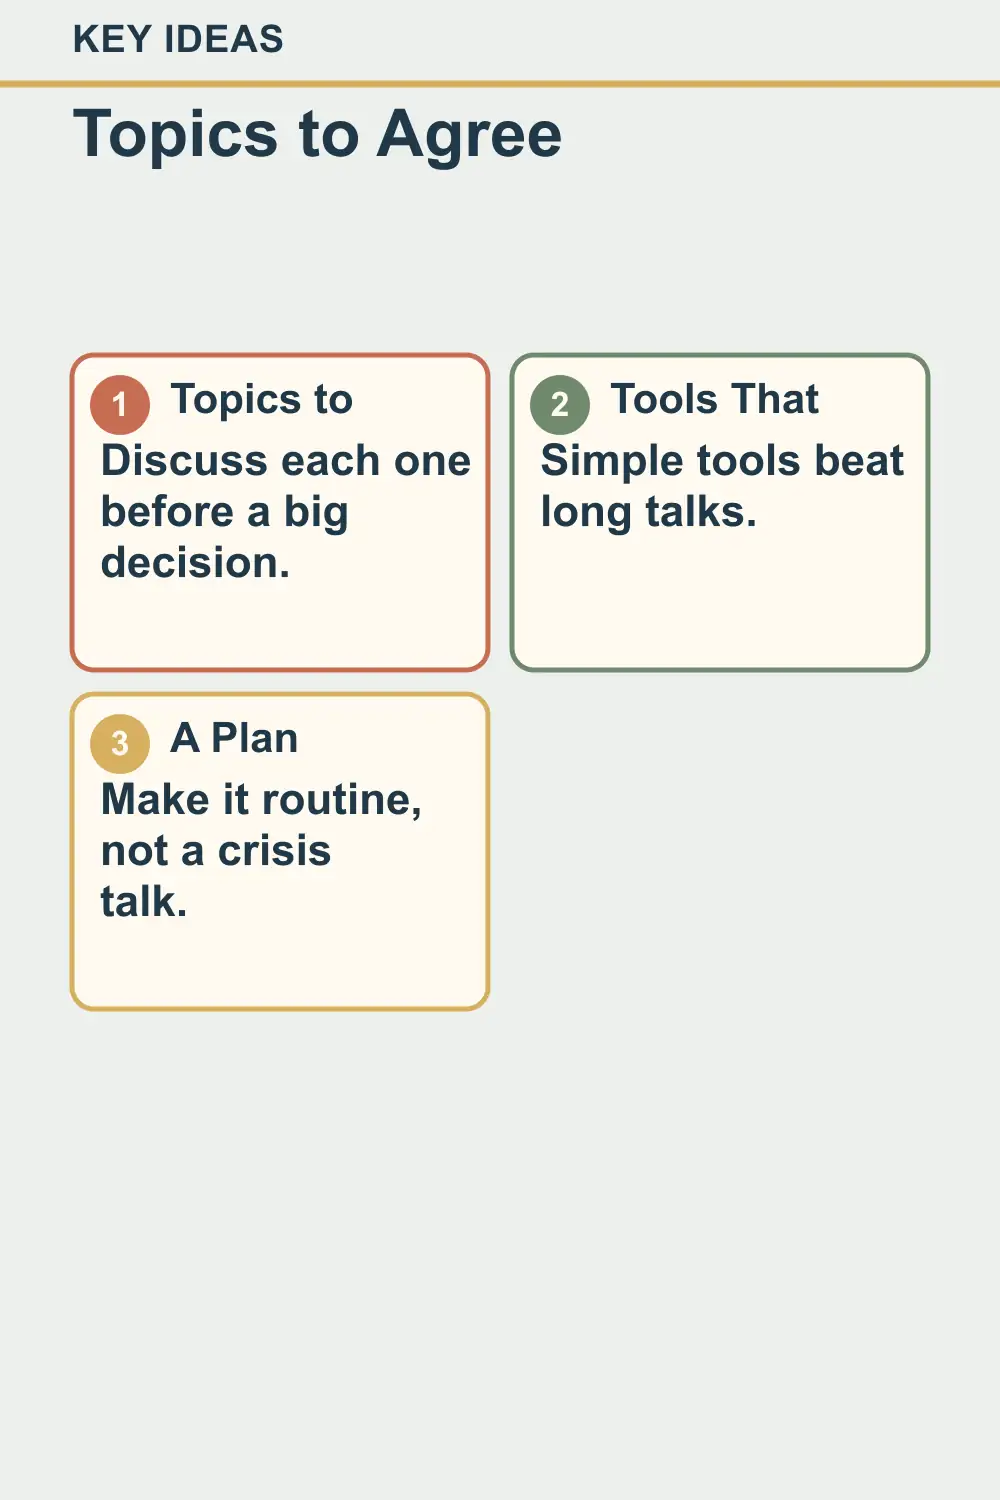 KEY IDEAS
Topics to Agree
1 Topics to
Discuss each one
before a big
decision.
2 Tools That
Simple tools beat
long talks.
3 A Plan
Make it routine,
not a crisis
talk.